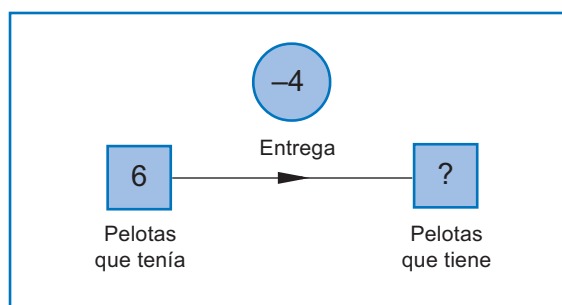 –4
Entrega
6
?
Pelotas
que tenía
Pelotas
que tiene